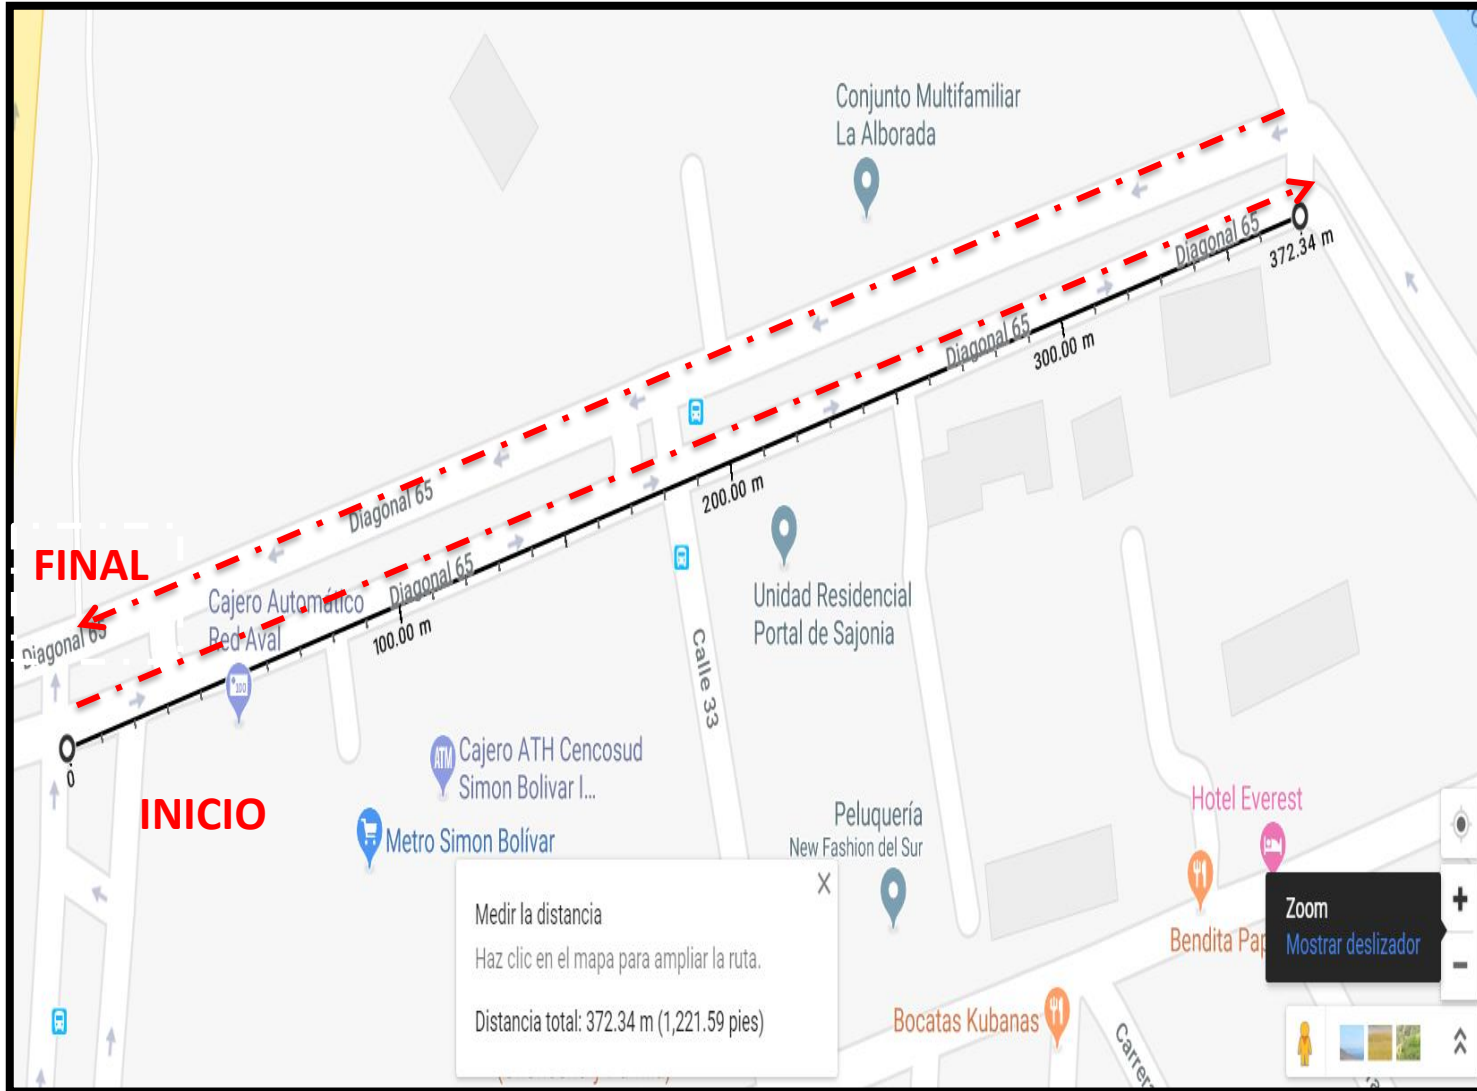 Conjunto Multifamiliar
La Alborada
Diagonal 65
372.34 m
Diagonal 65
300.00 m
Diagonal 65
200.00 m
FINAL
Diagonal 65
Cajero Automático
Red Aval
Diagonal 65
100.00 m
Unidad Residencial
Portal de Sajonia
Calle 33
0
INICIO
ATM
Cajero ATH Cencosud
Simon Bolivar I...
Metro Simon Bolívar
Peluquería
New Fashion del Sur
Hotel Everest
Medir la distancia
Haz clic en el mapa para ampliar la ruta.
Distancia total: 372.34 m (1,221.59 pies)
Zoom
Mostrar deslizador
Bendita
Bocatas Kubanas